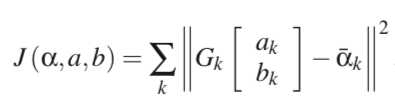 J(α,a,b) = ∑_k ‖ G_k [ a_k b_k ] − ᾱ_k ‖²